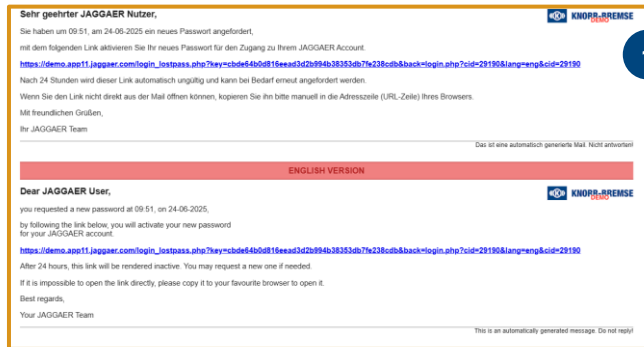 Sehr geehrter JAGGAER Nutzer,
KNORR-BREMSE
DEMO
Sie haben um 09:51, am 24-06-2025 ein neues Passwort angefordert,
mit dem folgenden Link aktivieren Sie Ihr neues Passwort für den Zugang zu Ihrem JAGGAER Account.
https://demo.app11.jaggaer.com/login_lostpass.php?key=cbde64b0d816eead3d2b994b38353db7fe238cdb&back=login.php?cid=29190&lang=eng&cid=29190
Nach 24 Stunden wird dieser Link automatisch ungültig und kann bei Bedarf erneut angefordert werden.
Wenn Sie den Link nicht direkt aus der Mail öffnen können, kopieren Sie ihn bitte manuell in die Adresszeile (URL-Zeile) Ihres Browsers.
Mit freundlichen Grüßen,
Ihr JAGGAER Team
Das ist eine automatisch generierte Mail. Nicht antworten!
ENGLISH VERSION
Dear JAGGAER User,
KNORR-BREMSE
DEMO
you requested a new password at 09:51, on 24-06-2025,
by following the link below, you will activate your new password
for your JAGGAER account.
https://demo.app11.jaggaer.com/login_lostpass.php?key=cbde64b0d816eead3d2b994b38353db7fe238cdb&back=login.php?cid=29190&lang=eng&cid=29190
After 24 hours, this link will be rendered inactive. You may request a new one if needed.
If it is impossible to open the link directly, please copy it to your favourite browser to open it.
Best regards,
Your JAGGAER Team
This is an automatically generated message. Do not reply!